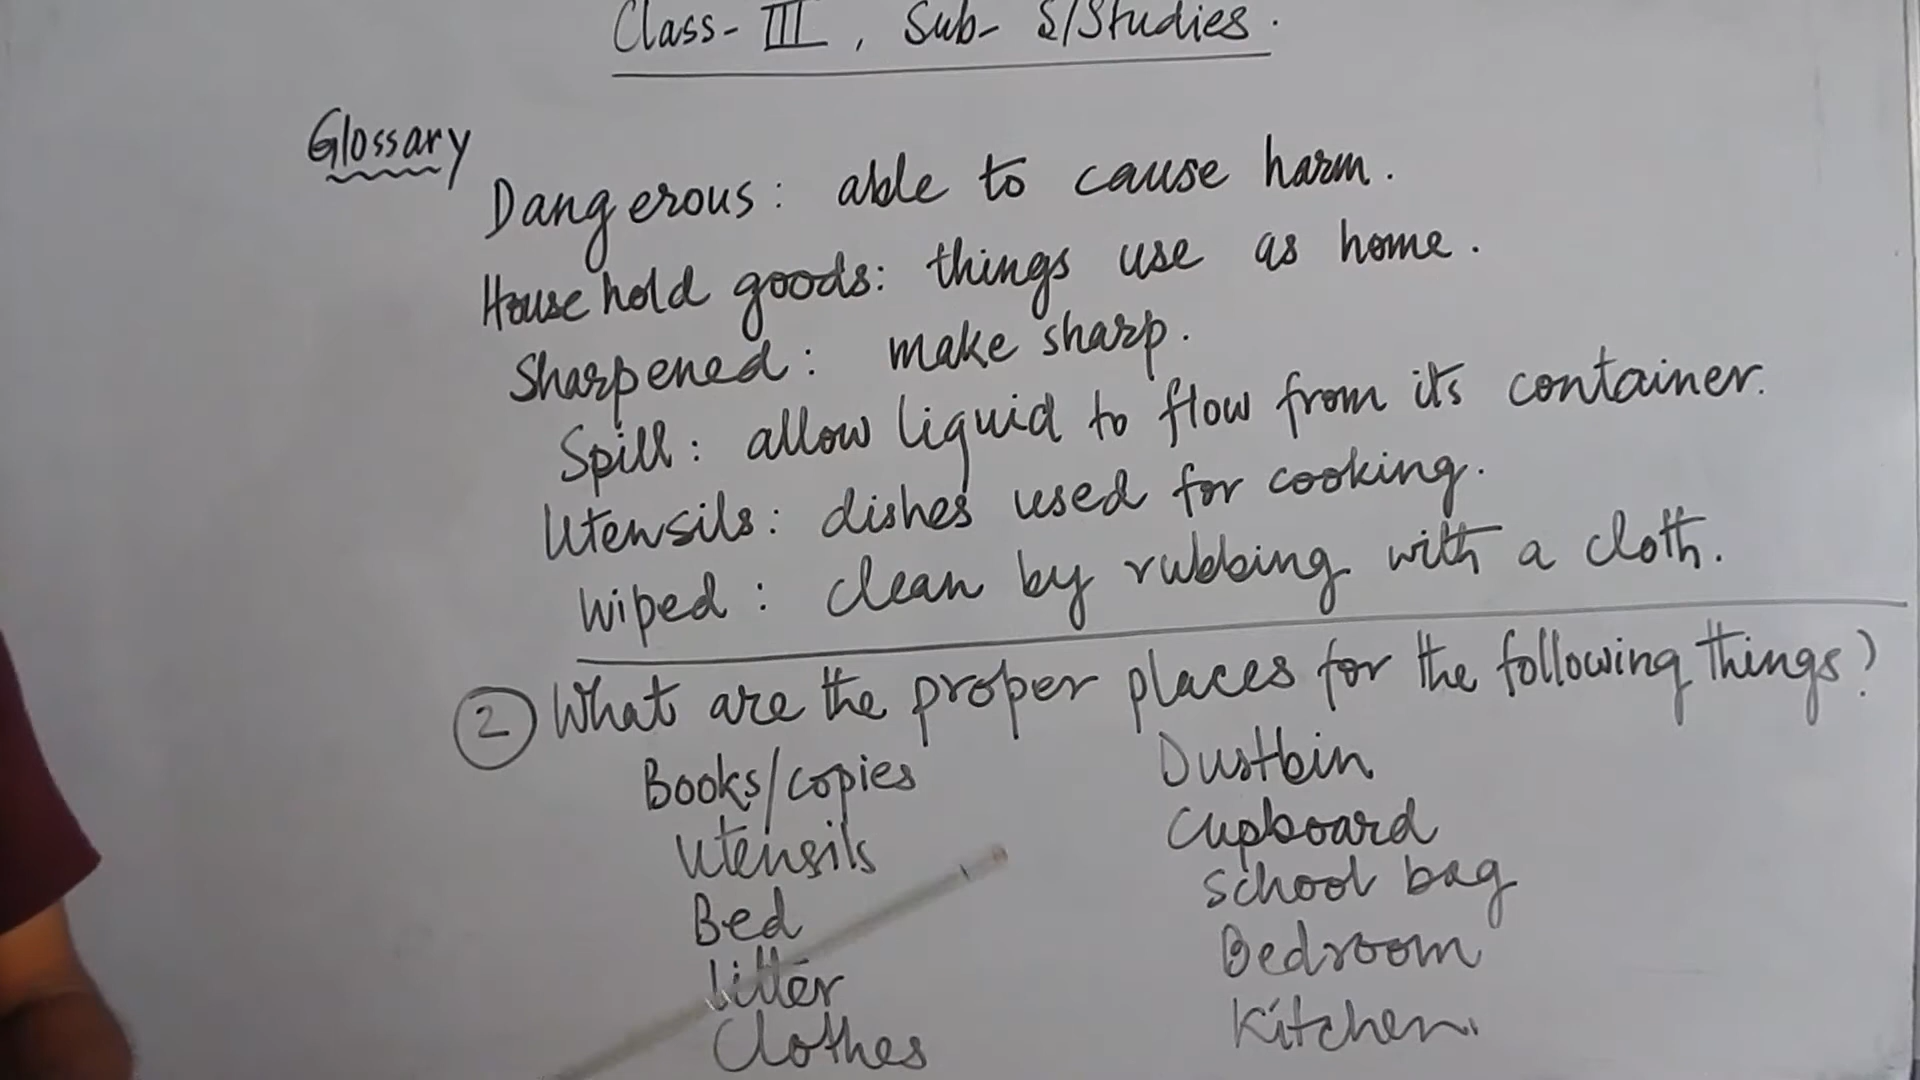 Class- III, Sub- S/Studies.
Glossary
Dangerous: able to cause harm.
Household goods: things use as home.
Sharpened: make sharp.
Spill: allow liquid to flow from its container.
Utensils: dishes used for cooking.
Wiped: clean by rubbing with a cloth.
2 What are the proper places for the following things?
Books/copies Dustbin
Utensils Cupboard
Bed School bag
Litter Bedroom
Clothes Kitchen.